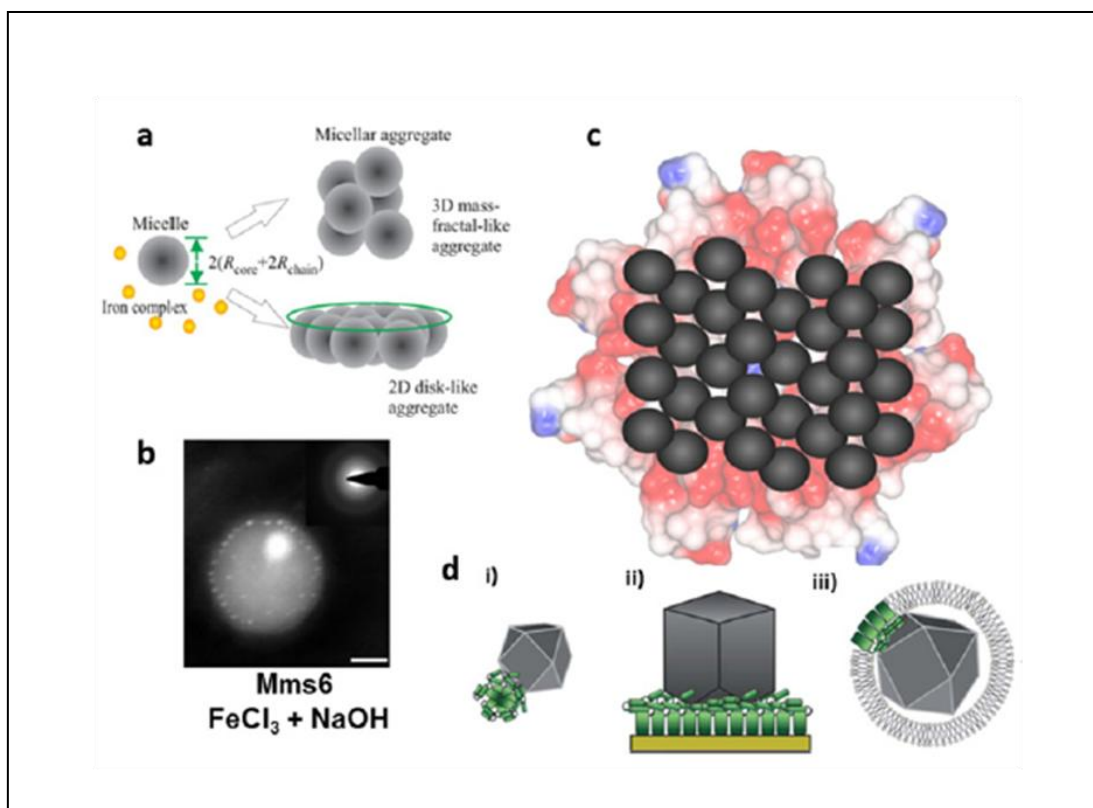 a
Micellar aggregate
Micelle
3D mass-
fractal-like
aggregate
2(Rcore+2Rchain)
Iron complex
2D disk-like
aggregate
b
Mms6
FeCl3 + NaOH
c
d
i)
ii)
iii)